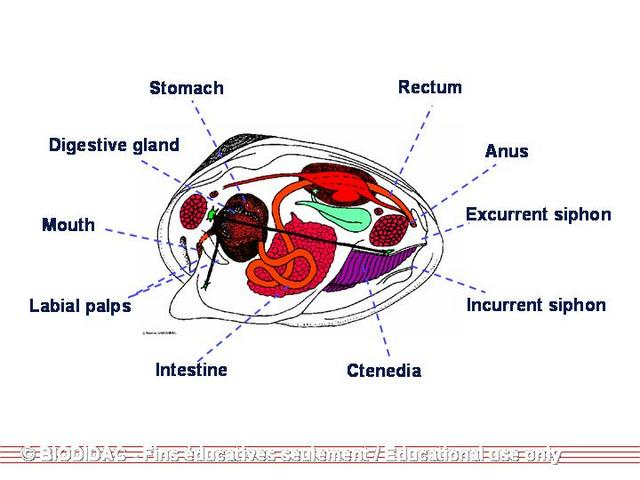 Stomach
Rectum
Digestive gland
Anus
Mouth
Excurrent siphon
Labial palps
Incurrent siphon
Intestine
Ctenedia
© BIODIDAC - Fins éducatives seulement / Educational use only